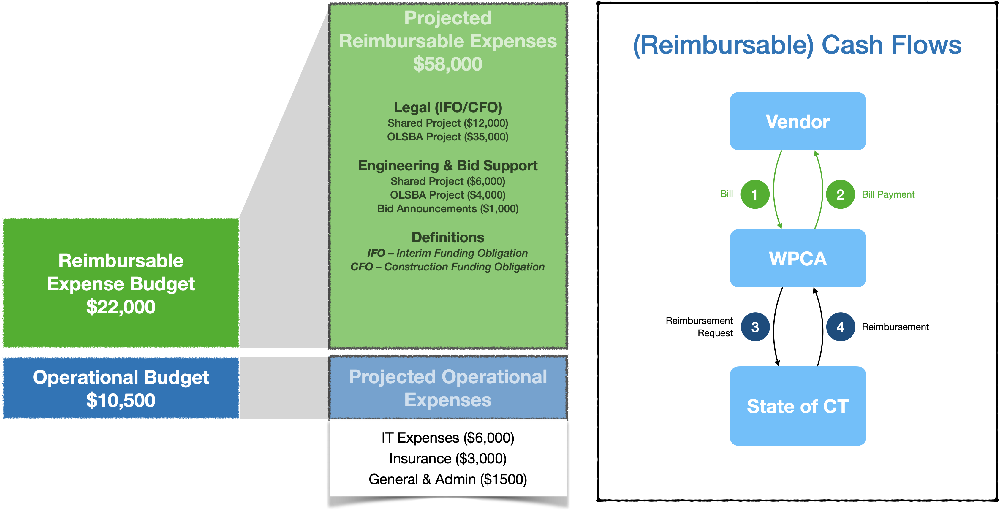 Reimbursable
Expense Budget
$22,000
Operational Budget
$10,500
Projected
Reimbursable Expenses
$58,000
Legal (IFO/CFO)
Shared Project ($12,000)
OLSBA Project ($35,000)
Engineering & Bid Support
Shared Project ($6,000)
OLSBA Project ($4,000)
Bid Announcements ($1,000)
Definitions
IFO – Interim Funding Obligation
CFO – Construction Funding Obligation
Projected Operational
Expenses
IT Expenses ($6,000)
Insurance ($3,000)
General & Admin ($1500)
(Reimbursable) Cash Flows
Vendor
Bill
1
2
Bill Payment
WPCA
Reimbursement
Request
3
4
Reimbursement
State of CT